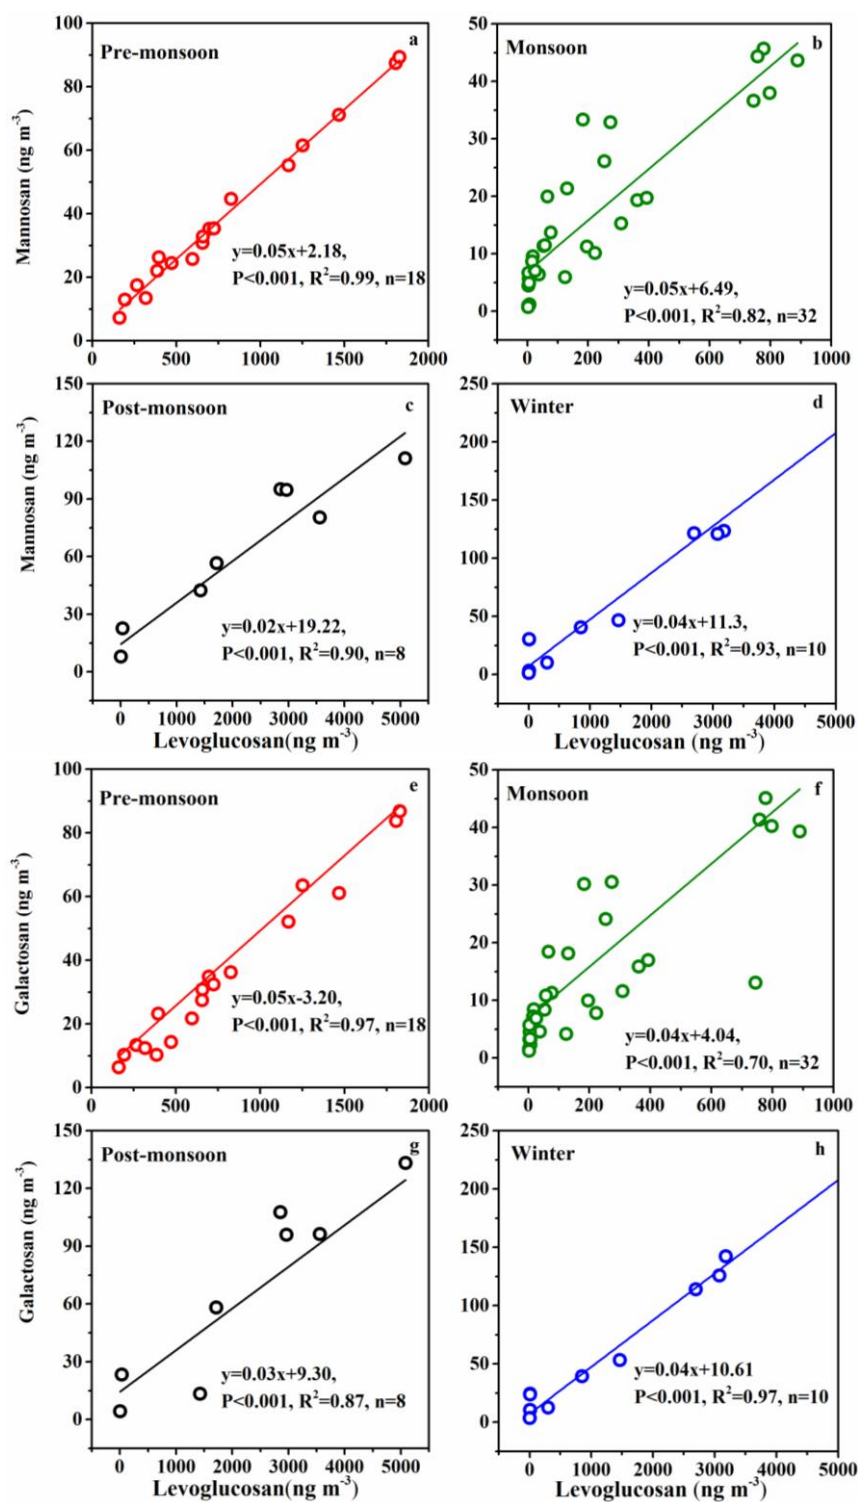 Pre-monsoon
a
Mannosan (ng m⁻³)
100
80
60
40
20
0
0 500 1000 1500 2000
y=0.05x+2.18,
P<0.001, R²=0.99, n=18
Monsoon
b
50
40
30
20
10
0
0 200 400 600 800 1000
y=0.05x+6.49,
P<0.001, R²=0.82, n=32
Post-monsoon
c
Mannosan (ng m⁻³)
150
120
90
60
30
0
0 1000 2000 3000 4000 5000
y=0.02x+19.22,
P<0.001, R²=0.90, n=8
Levoglucosan(ng m⁻³)
Winter
d
250
200
150
100
50
0
0 1000 2000 3000 4000 5000
y=0.04x+11.3,
P<0.001, R²=0.93, n=10
Levoglucosan (ng m⁻³)
Pre-monsoon
e
Galactosan (ng m⁻³)
100
80
60
40
20
0
0 500 1000 1500 2000
y=0.05x-3.20,
P<0.001, R²=0.97, n=18
Monsoon
f
50
40
30
20
10
0
0 200 400 600 800 1000
y=0.04x+4.04,
P<0.001, R²=0.70, n=32
Post-monsoon
g
Galactosan (ng m⁻³)
150
120
90
60
30
0
0 1000 2000 3000 4000 5000
y=0.03x+9.30,
P<0.001, R²=0.87, n=8
Levoglucosan(ng m⁻³)
Winter
h
250
200
150
100
50
0
0 1000 2000 3000 4000 5000
y=0.04x+10.61
P<0.001, R²=0.97, n=10
Levoglucosan (ng m⁻³)